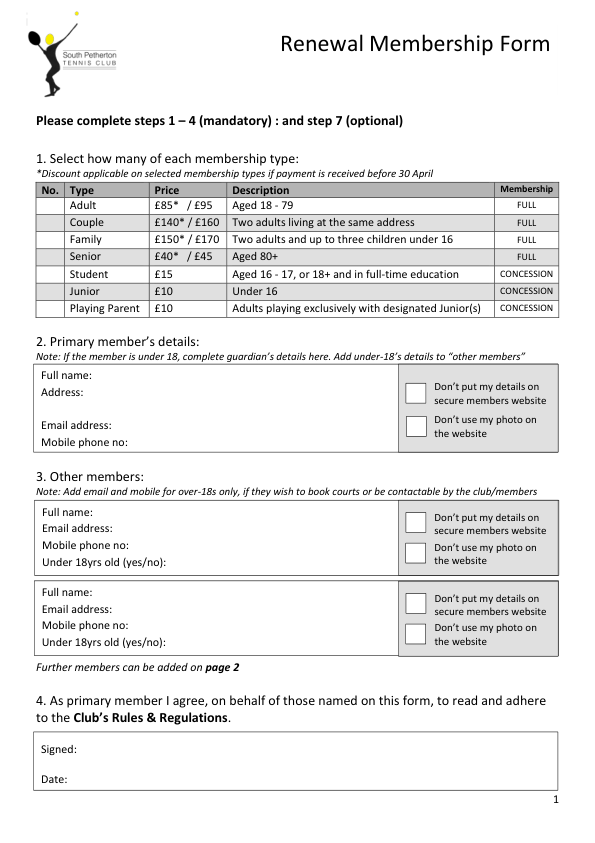 South Petherton
TENNIS CLUB
Renewal Membership Form
Please complete steps 1 – 4 (mandatory) : and step 7 (optional)
1. Select how many of each membership type:
*Discount applicable on selected membership types if payment is received before 30 April
No. Type Price Description Membership
Adult £85* / £95 Aged 18 - 79 FULL
Couple £140* / £160 Two adults living at the same address FULL
Family £150* / £170 Two adults and up to three children under 16 FULL
Senior £40* / £45 Aged 80+ FULL
Student £15 Aged 16 - 17, or 18+ and in full-time education CONCESSION
Junior £10 Under 16 CONCESSION
Playing Parent £10 Adults playing exclusively with designated Junior(s) CONCESSION
2. Primary member’s details:
Note: If the member is under 18, complete guardian’s details here. Add under-18’s details to “other members”
Full name:
Address:
Email address:
Mobile phone no:
Don’t put my details on
secure members website
Don’t use my photo on
the website
3. Other members:
Note: Add email and mobile for over-18s only, if they wish to book courts or be contactable by the club/members
Full name:
Email address:
Mobile phone no:
Under 18yrs old (yes/no):
Don’t put my details on
secure members website
Don’t use my photo on
the website
Full name:
Email address:
Mobile phone no:
Under 18yrs old (yes/no):
Don’t put my details on
secure members website
Don’t use my photo on
the website
Further members can be added on page 2
4. As primary member I agree, on behalf of those named on this form, to read and adhere
to the Club’s Rules & Regulations.
Signed:
Date:
1